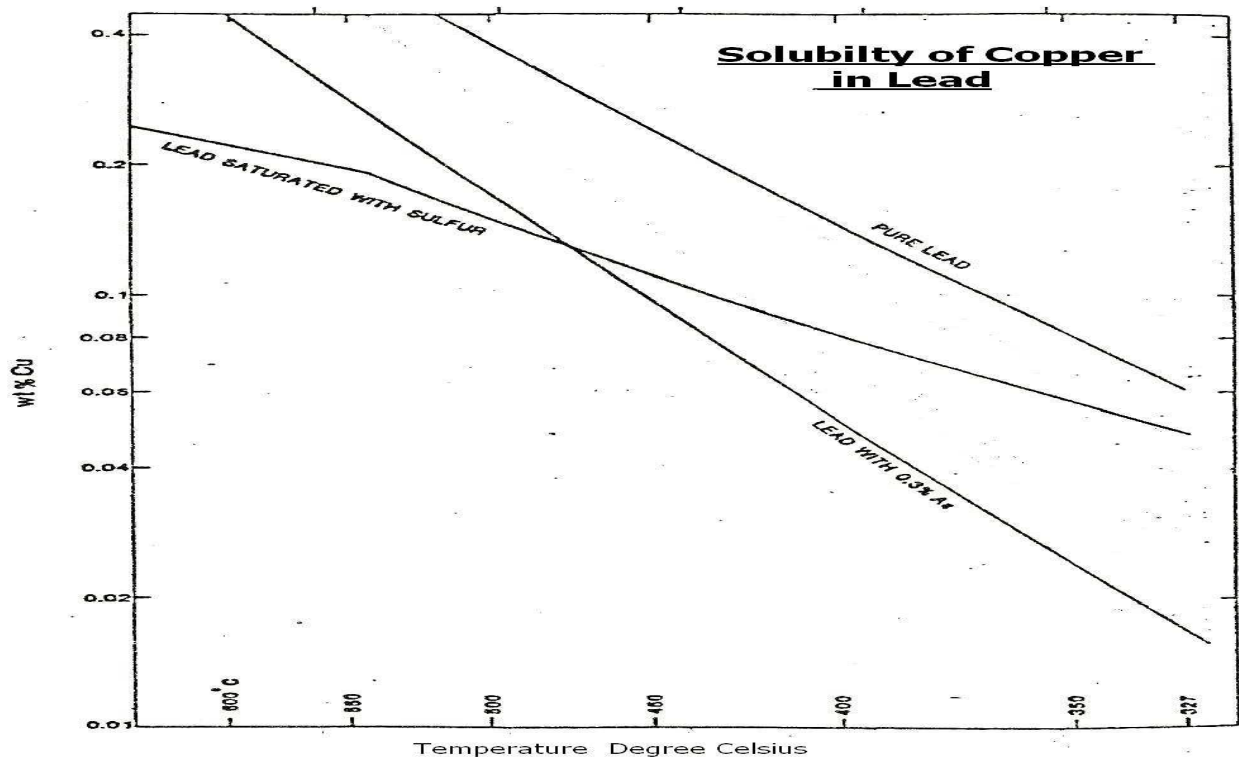 Solubilty of Copper
in Lead
0.4
0.2
0.1
0.08
0.06
0.04
0.02
0.01
wt%Cu
LEAD SATURATED WITH SULFUR
PURE LEAD
LEAD WITH 0.3% As
600°C
550
500
450
400
350
327
Temperature Degree Celsius